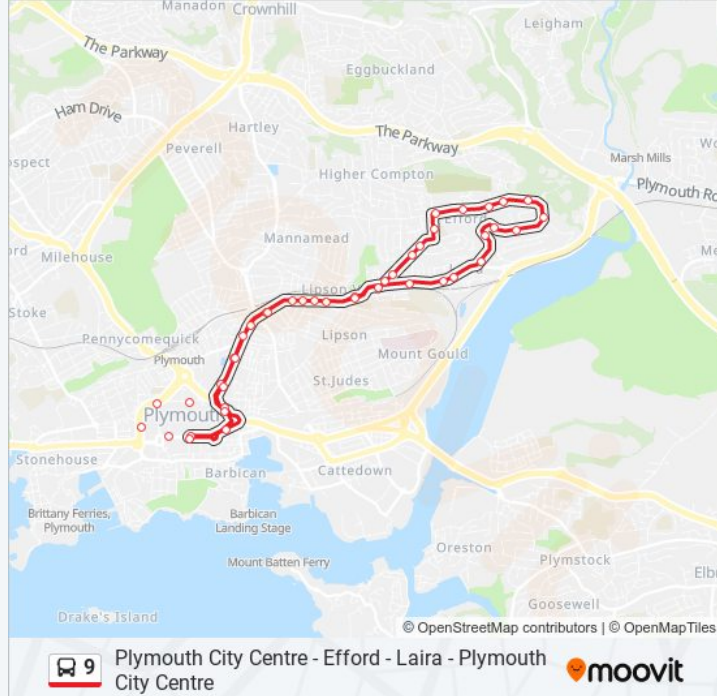 Manadon
Crownhill
Leigham
The Parkway
Eggbuckland
Ham Drive
Hartley
The Parkway
Peverell
Marsh Mills
Higher Compton
Plymouth Ro
Efford
Mannamead
Milehouse
Lipson
Stoke
Pennycomequick
Lipson
Mount Gould
Plymouth
St.Judes
Plymouth
Stonehouse
Barbican
Cattedown
Brittany Ferries,
Plymouth
Barbican
Landing Stage
Oreston
Mount Batten Ferry
Plymstock
Elb
Goosewell
Drake's Island
© OpenStreetMap contributors | © OpenMapTiles
9
Plymouth City Centre - Efford - Laira - Plymouth
City Centre
moovit